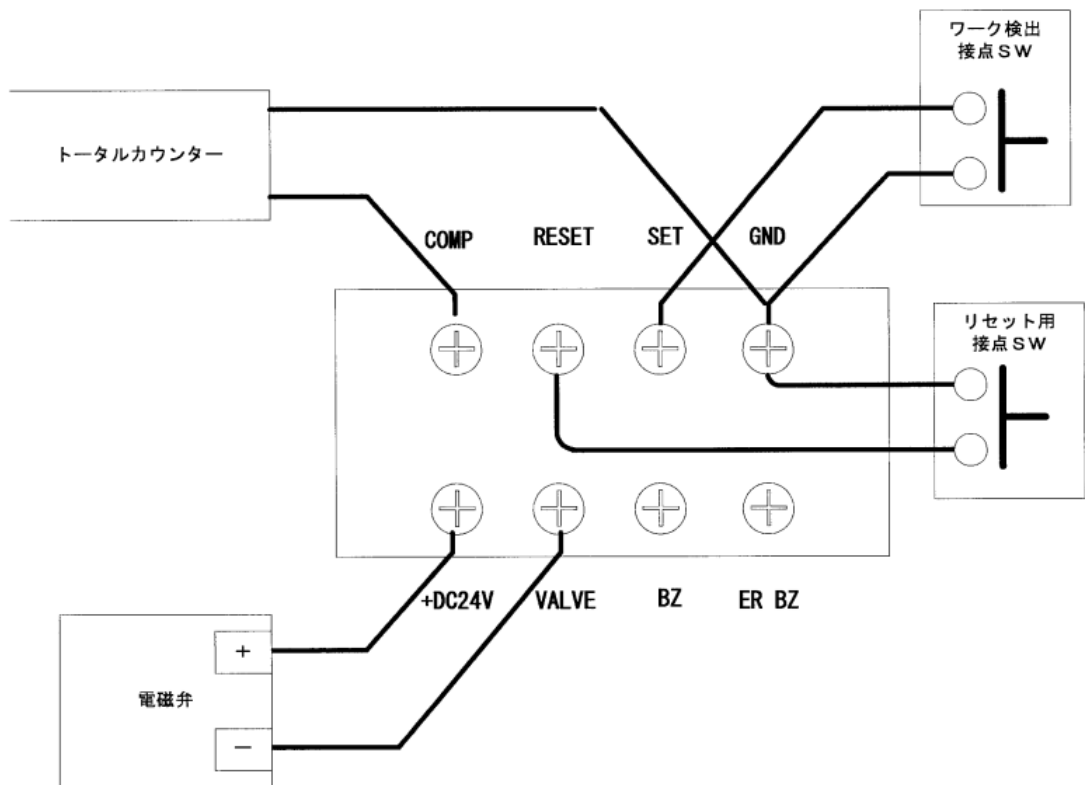 ワーク検出
接点SW
トータルカウンター
COMP RESET SET GND
リセット用
接点SW
+DC24V VALVE BZ ER BZ
+
電磁弁
−